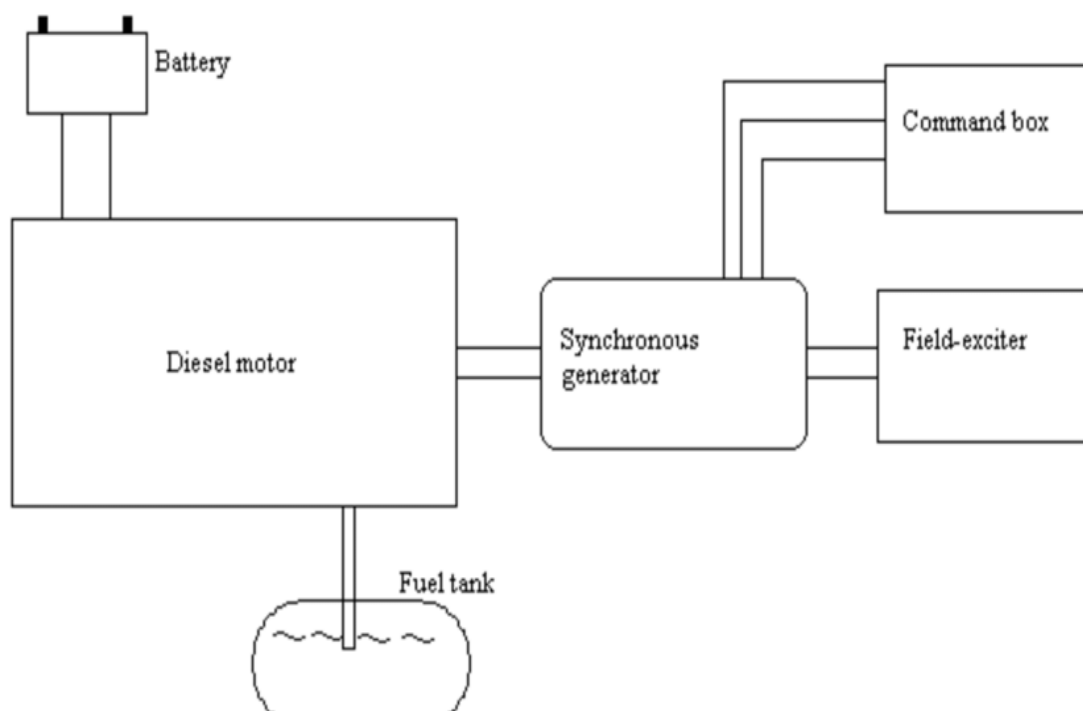 Battery
Command box
Diesel motor
Synchronous
generator
Field-exciter
Fuel tank